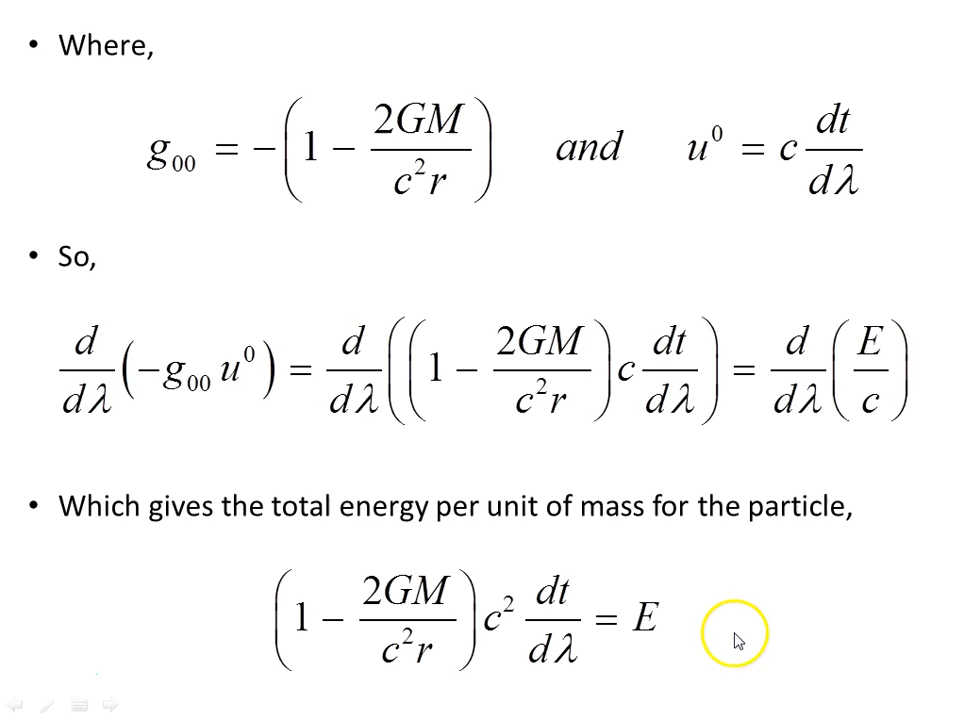 • Where,
g₀₀ = −(1 − 2GM/c²r) and u⁰ = c dt/dλ
• So,
d/dλ(−g₀₀ u⁰) = d/dλ((1 − 2GM/c²r) c dt/dλ) = d/dλ(E/c)
• Which gives the total energy per unit of mass for the particle,
(1 − 2GM/c²r) c² dt/dλ = E